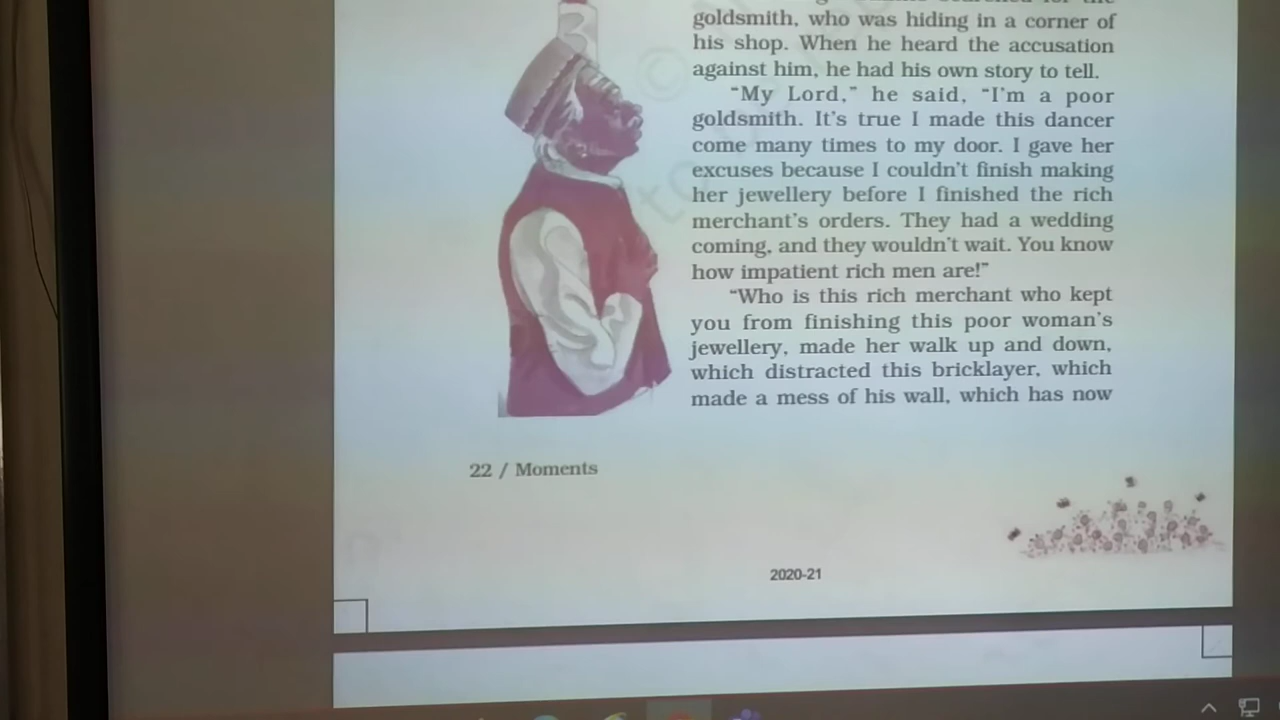 goldsmith, who was hiding in a corner of
his shop. When he heard the accusation
against him, he had his own story to tell.
“My Lord,” he said, “I’m a poor
goldsmith. It’s true I made this dancer
come many times to my door. I gave her
excuses because I couldn’t finish making
her jewellery before I finished the rich
merchant’s orders. They had a wedding
coming, and they wouldn’t wait. You know
how impatient rich men are!”
“Who is this rich merchant who kept
you from finishing this poor woman’s
jewellery, made her walk up and down,
which distracted this bricklayer, which
made a mess of his wall, which has now
22 / Moments
2020-21